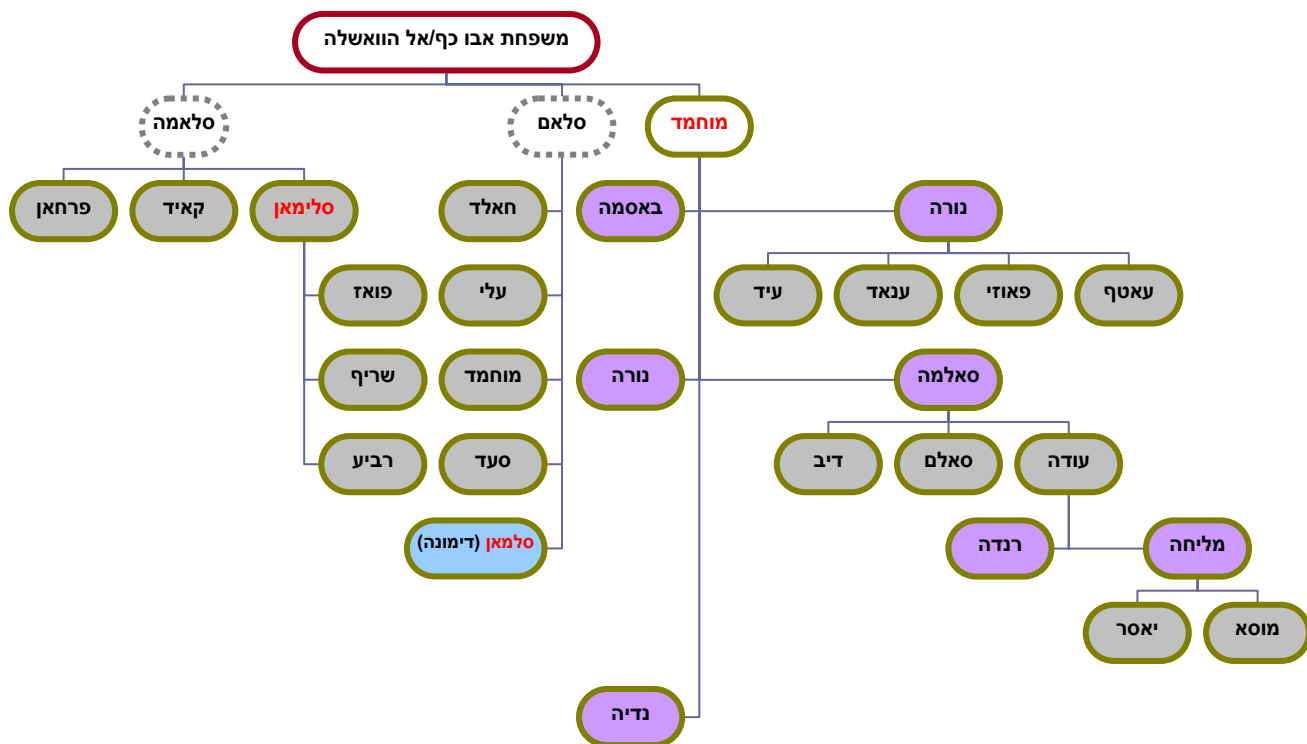 משפחת אבו כף/אל הוואשלה
מוחמד
סלאם
סלאמה
נורה
באסמה
חאלד
סלימאן
קאיד
פרחאן
עאטף
פאוזי
ענאד
עיד
עלי
פואז
סאלמה
נורה
מוחמד
שריף
עודה
סאלם
דיב
סעד
רביע
מליחה
רנדה
סלמאן (דימונה)
מוסא
יאסר
נדיה